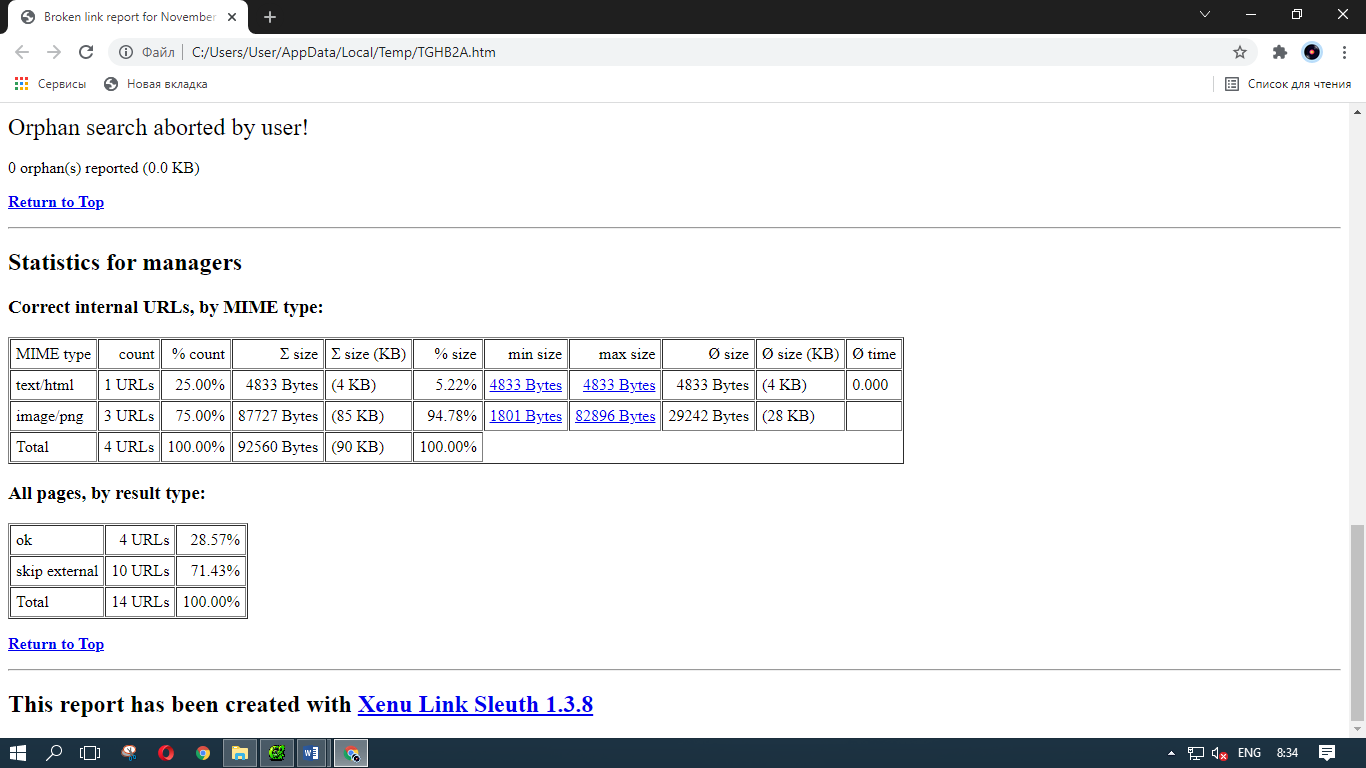 Broken link report for November
Файл C:/Users/User/AppData/Local/Temp/TGHB2A.htm
Сервисы Новая вкладка Список для чтения
Orphan search aborted by user!
0 orphan(s) reported (0.0 KB)
Return to Top
Statistics for managers
Correct internal URLs, by MIME type:
MIME type count % count Σ size Σ size (KB) % size min size max size Ø size Ø size (KB) Ø time
text/html 1 URLs 25.00% 4833 Bytes (4 KB) 5.22% 4833 Bytes 4833 Bytes 4833 Bytes (4 KB) 0.000
image/png 3 URLs 75.00% 87727 Bytes (85 KB) 94.78% 1801 Bytes 82896 Bytes 29242 Bytes (28 KB)
Total 4 URLs 100.00% 92560 Bytes (90 KB) 100.00%
All pages, by result type:
ok 4 URLs 28.57%
skip external 10 URLs 71.43%
Total 14 URLs 100.00%
Return to Top
This report has been created with Xenu Link Sleuth 1.3.8
ENG 8:34